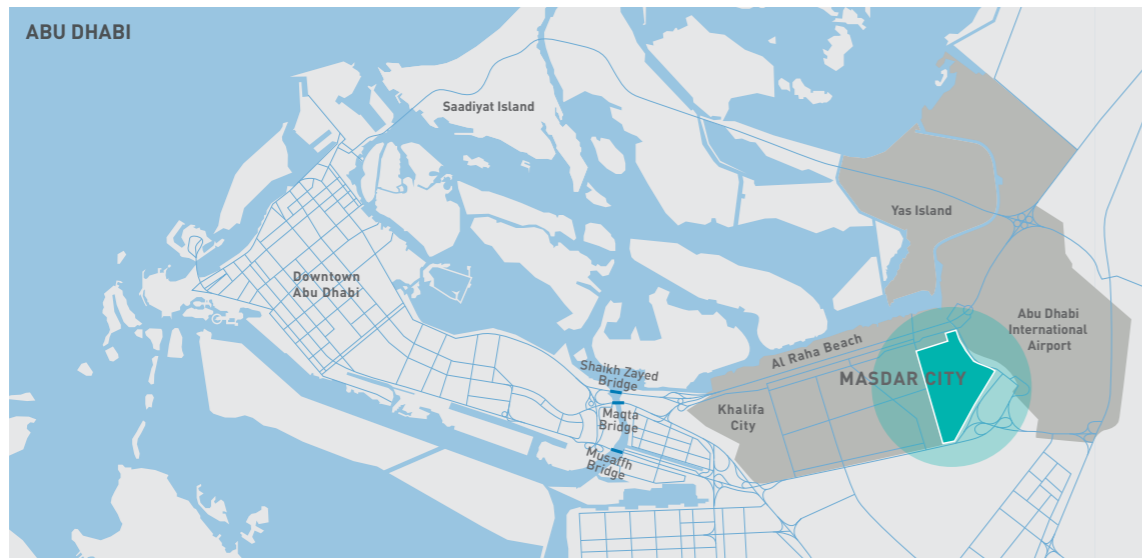 ABU DHABI
Saadiyat Island
Yas Island
Downtown
Abu Dhabi
Abu Dhabi
International
Airport
Al Raha Beach
Shaikh Zayed
Bridge
MASDAR CITY
Maqta
Bridge
Khalifa
City
Musaffh
Bridge